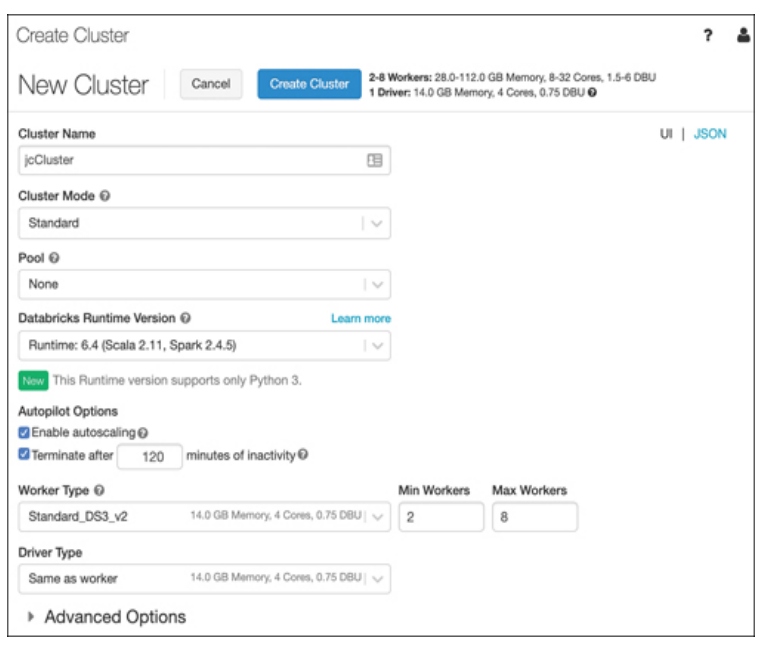 Create Cluster
?
New Cluster
Cancel
Create Cluster
2-8 Workers: 28.0-112.0 GB Memory, 8-32 Cores, 1.5-6 DBU
1 Driver: 14.0 GB Memory, 4 Cores, 0.75 DBU ?
Cluster Name
UI | JSON
jcCluster
Cluster Mode ?
Standard
Pool ?
None
Databricks Runtime Version ?
Learn more
Runtime: 6.4 (Scala 2.11, Spark 2.4.5)
New This Runtime version supports only Python 3.
Autopilot Options
Enable autoscaling ?
Terminate after 120 minutes of inactivity ?
Worker Type ?
Min Workers
Max Workers
Standard_DS3_v2
14.0 GB Memory, 4 Cores, 0.75 DBU
2
8
Driver Type
Same as worker
14.0 GB Memory, 4 Cores, 0.75 DBU
Advanced Options